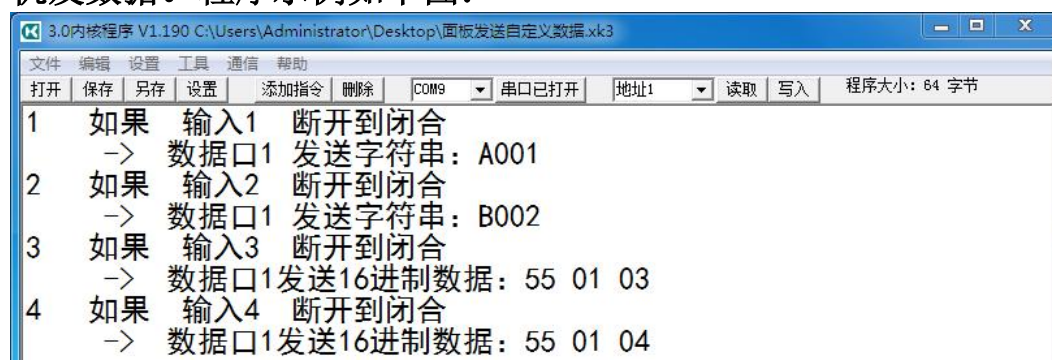 3.0内核程序 V1.190 C:\Users\Administrator\Desktop\面板发送自定义数据.xk3
文件 编辑 设置 工具 通信 帮助
打开 保存 另存 设置 添加指令 删除 COM9 串口已打开 地址1 读取 写入 程序大小: 64 字节
1 如果 输入1 断开到闭合
-> 数据口1 发送字符串: A001
2 如果 输入2 断开到闭合
-> 数据口1 发送字符串: B002
3 如果 输入3 断开到闭合
-> 数据口1发送16进制数据: 55 01 03
4 如果 输入4 断开到闭合
-> 数据口1发送16进制数据: 55 01 04